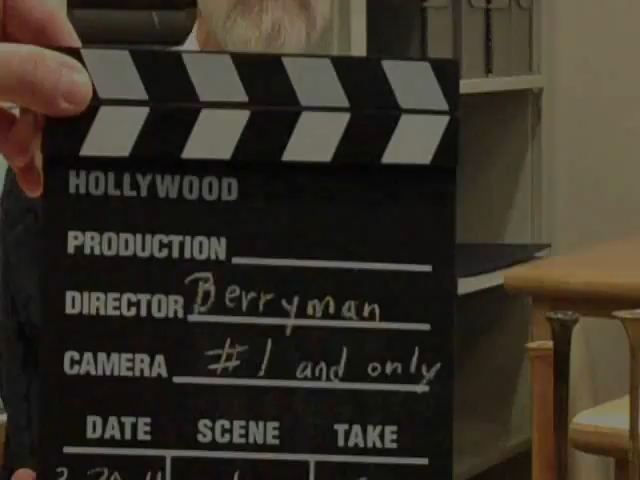 HOLLYWOOD
PRODUCTION
DIRECTOR Berryman
CAMERA #1 and only
DATE SCENE TAKE